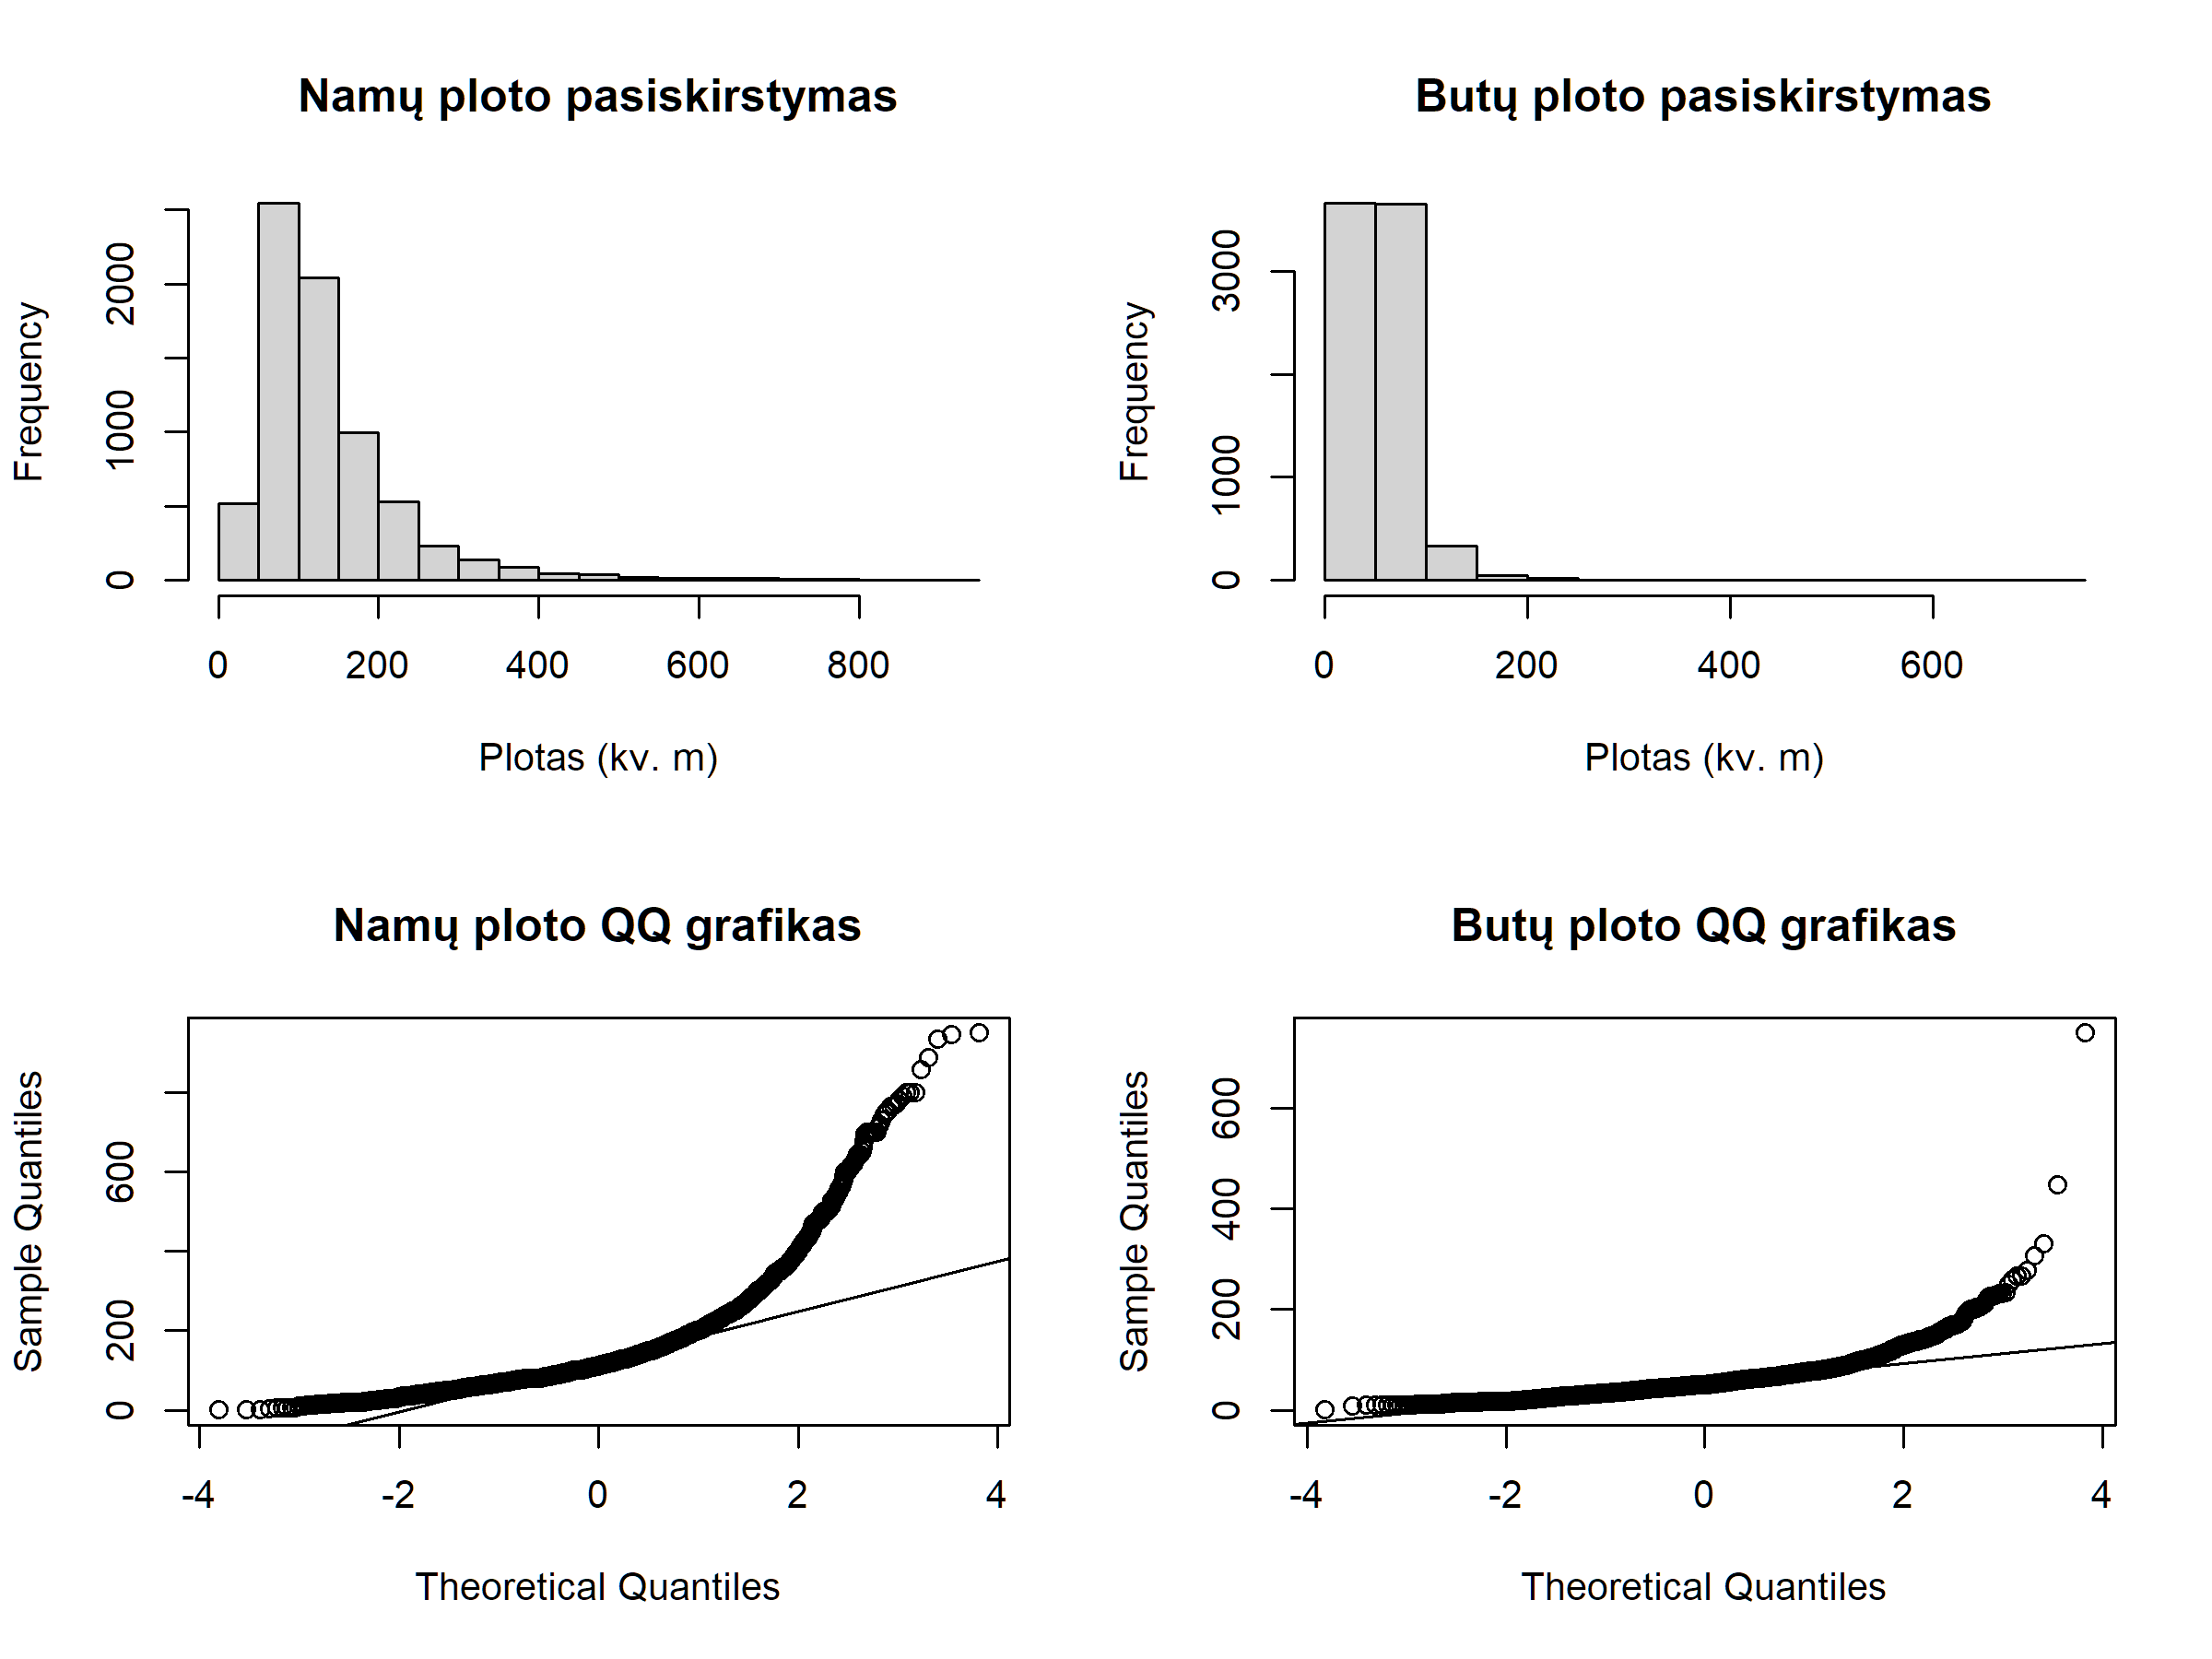 Namų ploto pasiskirstymas
Frequency
0 1000 2000
0 200 400 600 800
Plotas (kv. m)
Butų ploto pasiskirstymas
Frequency
0 1000 3000
0 200 400 600
Plotas (kv. m)
Namų ploto QQ grafikas
Sample Quantiles
0 200 600
-4 -2 0 2 4
Theoretical Quantiles
Butų ploto QQ grafikas
Sample Quantiles
0 200 400 600
-4 -2 0 2 4
Theoretical Quantiles